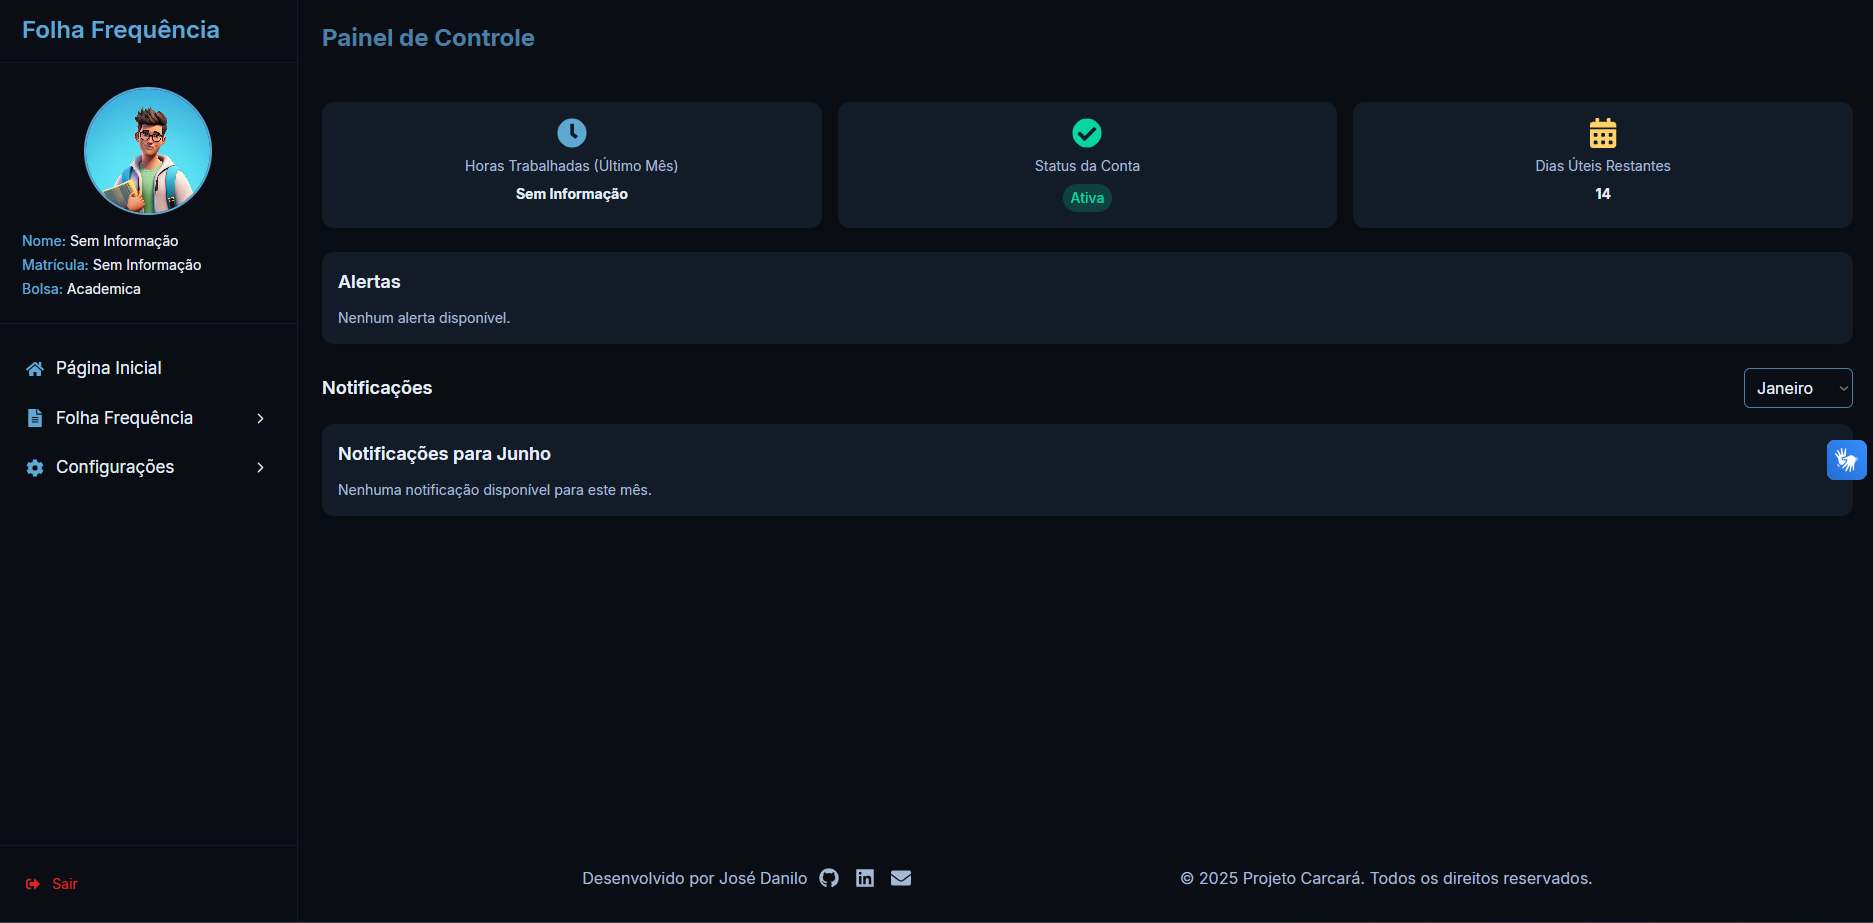 Folha Frequência
Nome: Sem Informação
Matrícula: Sem Informação
Bolsa: Academica
Página Inicial
Folha Frequência
Configurações
Sair
Painel de Controle
Horas Trabalhadas (Último Mês)
Sem Informação
Status da Conta
Ativa
Dias Úteis Restantes
14
Alertas
Nenhum alerta disponível.
Notificações
Janeiro
Notificações para Junho
Nenhuma notificação disponível para este mês.
Desenvolvido por José Danilo
© 2025 Projeto Carcará. Todos os direitos reservados.